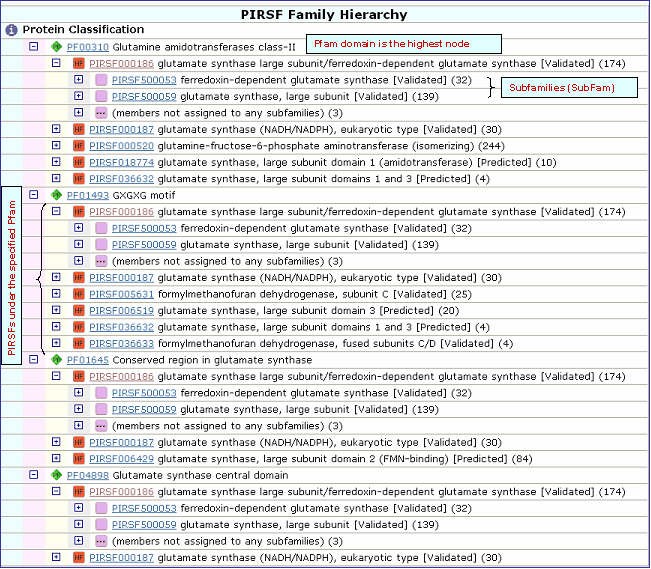 PIRSF Family Hierarchy
i Protein Classification
PF00310 Glutamine amidotransferases class-II
Pfam domain is the highest node
HF PIRSF000186 glutamate synthase large subunit/ferredoxin-dependent glutamate synthase [Validated] (174)
PIRSF500053 ferredoxin-dependent glutamate synthase [Validated] (32)
PIRSF500059 glutamate synthase, large subunit [Validated] (139)
Subfamilies (SubFam)
(members not assigned to any subfamilies) (3)
HF PIRSF000187 glutamate synthase (NADH/NADPH), eukaryotic type [Validated] (30)
HF PIRSF000520 glutamine-fructose-6-phosphate aminotransferase (isomerizing) (244)
HF PIRSF018774 glutamate synthase, large subunit domain 1 (amidotransferase) [Predicted] (10)
HF PIRSF036632 glutamate synthase, large subunit domains 1 and 3 [Predicted] (4)
PIRSFs under the specified Pfam
PF01493 GXGXG motif
HF PIRSF000186 glutamate synthase large subunit/ferredoxin-dependent glutamate synthase [Validated] (174)
PIRSF500053 ferredoxin-dependent glutamate synthase [Validated] (32)
PIRSF500059 glutamate synthase, large subunit [Validated] (139)
(members not assigned to any subfamilies) (3)
HF PIRSF000187 glutamate synthase (NADH/NADPH), eukaryotic type [Validated] (30)
HF PIRSF005631 formylmethanofuran dehydrogenase, subunit C [Validated] (25)
HF PIRSF006519 glutamate synthase, large subunit domain 3 [Predicted] (20)
HF PIRSF036632 glutamate synthase, large subunit domains 1 and 3 [Predicted] (4)
HF PIRSF036633 formylmethanofuran dehydrogenase, fused subunits C/D [Validated] (4)
PF01645 Conserved region in glutamate synthase
HF PIRSF000186 glutamate synthase large subunit/ferredoxin-dependent glutamate synthase [Validated] (174)
PIRSF500053 ferredoxin-dependent glutamate synthase [Validated] (32)
PIRSF500059 glutamate synthase, large subunit [Validated] (139)
(members not assigned to any subfamilies) (3)
HF PIRSF000187 glutamate synthase (NADH/NADPH), eukaryotic type [Validated] (30)
HF PIRSF006429 glutamate synthase, large subunit domain 2 (FMN-binding) [Predicted] (84)
PF04898 Glutamate synthase central domain
HF PIRSF000186 glutamate synthase large subunit/ferredoxin-dependent glutamate synthase [Validated] (174)
PIRSF500053 ferredoxin-dependent glutamate synthase [Validated] (32)
PIRSF500059 glutamate synthase, large subunit [Validated] (139)
(members not assigned to any subfamilies) (3)
HF PIRSF000187 glutamate synthase (NADH/NADPH), eukaryotic type [Validated] (30)